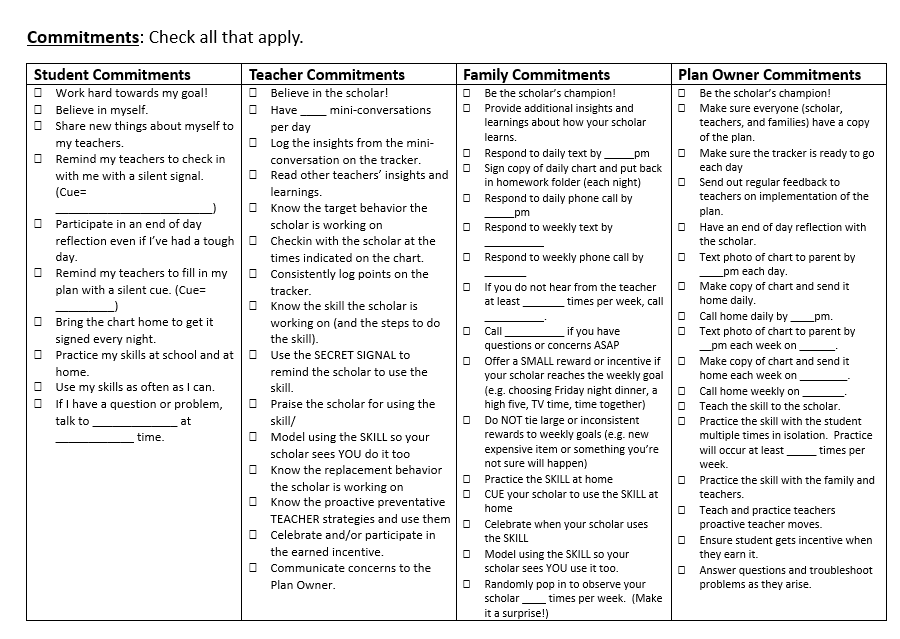 Commitments: Check all that apply.
Student Commitments
☐ Work hard towards my goal!
☐ Believe in myself.
☐ Share new things about myself to
my teachers.
☐ Remind my teachers to check in
with me with a silent signal.
(Cue=
________________________)
☐ Participate in an end of day
reflection even if I've had a tough
day.
☐ Remind my teachers to fill in my
plan with a silent cue. (Cue=
_________)
☐ Bring the chart home to get it
signed every night.
☐ Practice my skills at school and at
home.
☐ Use my skills as often as I can.
☐ If I have a question or problem,
talk to _____________ at
____________ time.
Teacher Commitments
☐ Believe in the scholar!
☐ Have ____ mini-conversations
per day
☐ Log the insights from the mini-
conversation on the tracker.
☐ Read other teachers' insights and
learnings.
☐ Know the target behavior the
scholar is working on
☐ Checkin with the scholar at the
times indicated on the chart.
☐ Consistently log points on the
tracker.
☐ Know the skill the scholar is
working on (and the steps to do
the skill).
☐ Use the SECRET SIGNAL to
remind the scholar to use the
skill.
☐ Praise the scholar for using the
skill/
☐ Model using the SKILL so your
scholar sees YOU do it too
☐ Know the replacement behavior
the scholar is working on
☐ Know the proactive preventative
TEACHER strategies and use them
☐ Celebrate and/or participate in
the earned incentive.
☐ Communicate concerns to the
Plan Owner.
Family Commitments
☐ Be the scholar's champion!
☐ Provide additional insights and
learnings about how your scholar
learns.
☐ Respond to daily text by _____pm
☐ Sign copy of daily chart and put back
in homework folder (each night)
☐ Respond to daily phone call by
_____pm
☐ Respond to weekly text by
__________
☐ Respond to weekly phone call by
_______
☐ If you do not hear from the teacher
at least _______ times per week, call
__________.
☐ Call __________ if you have
questions or concerns ASAP
☐ Offer a SMALL reward or incentive if
your scholar reaches the weekly goal
(e.g. choosing Friday night dinner, a
high five, TV time, time together)
☐ Do NOT tie large or inconsistent
rewards to weekly goals (e.g. new
expensive item or something you're
not sure will happen)
☐ Practice the SKILL at home
☐ CUE your scholar to use the SKILL at
home
☐ Celebrate when your scholar uses
the SKILL
☐ Model using the SKILL so your
scholar sees YOU use it too.
☐ Randomly pop in to observe your
scholar ____ times per week. (Make
it a surprise!)
Plan Owner Commitments
☐ Be the scholar's champion!
☐ Make sure everyone (scholar,
teachers, and families) have a copy
of the plan.
☐ Make sure the tracker is ready to go
each day
☐ Send out regular feedback to
teachers on implementation of the
plan.
☐ Have an end of day reflection with
the scholar.
☐ Text photo of chart to parent by
____pm each day.
☐ Make copy of chart and send it
home daily.
☐ Call home daily by ____pm.
☐ Text photo of chart to parent by
__pm each week on ______.
☐ Make copy of chart and send it
home each week on ________.
☐ Call home weekly on _______.
☐ Teach the skill to the scholar.
☐ Practice the skill with the student
multiple times in isolation. Practice
will occur at least _____ times per
week.
☐ Practice the skill with the family and
teachers.
☐ Teach and practice teachers
proactive teacher moves.
☐ Ensure student gets incentive when
they earn it.
☐ Answer questions and troubleshoot
problems as they arise.